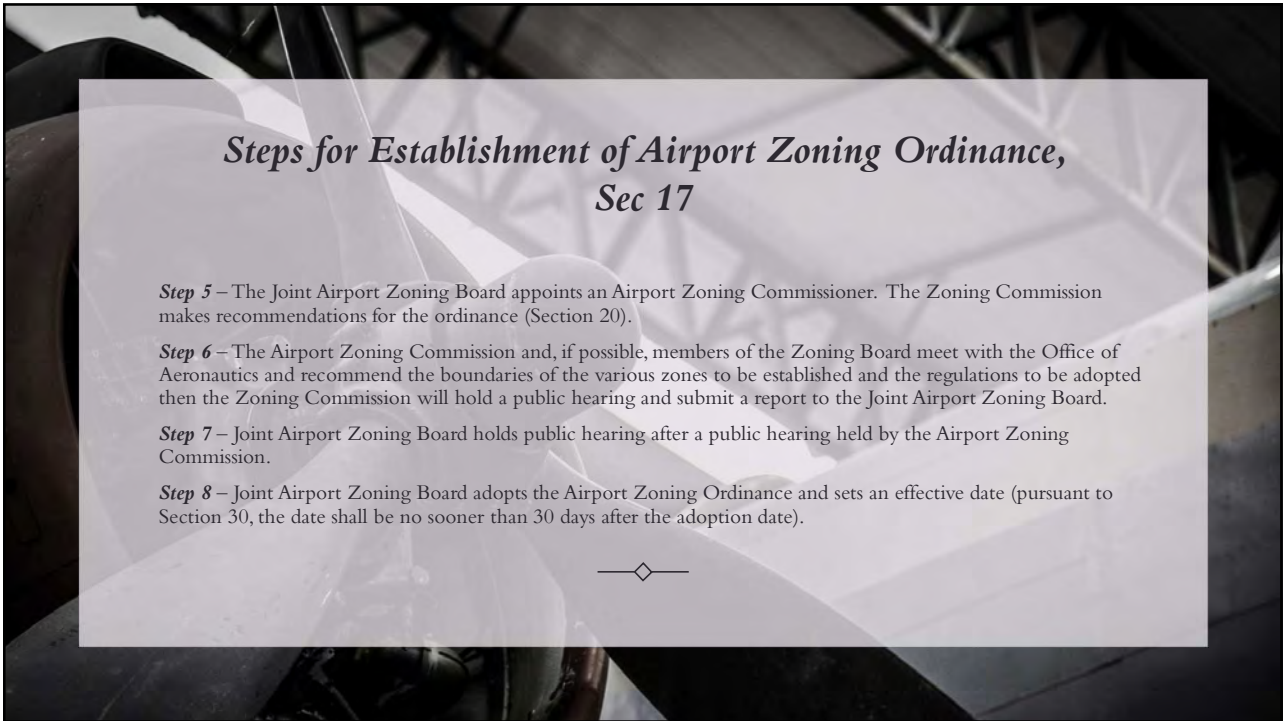 Steps for Establishment of Airport Zoning Ordinance,
Sec 17
Step 5 – The Joint Airport Zoning Board appoints an Airport Zoning Commissioner. The Zoning Commission
makes recommendations for the ordinance (Section 20).
Step 6 – The Airport Zoning Commission and, if possible, members of the Zoning Board meet with the Office of
Aeronautics and recommend the boundaries of the various zones to be established and the regulations to be adopted
then the Zoning Commission will hold a public hearing and submit a report to the Joint Airport Zoning Board.
Step 7 – Joint Airport Zoning Board holds public hearing after a public hearing held by the Airport Zoning
Commission.
Step 8 – Joint Airport Zoning Board adopts the Airport Zoning Ordinance and sets an effective date (pursuant to
Section 30, the date shall be no sooner than 30 days after the adoption date).